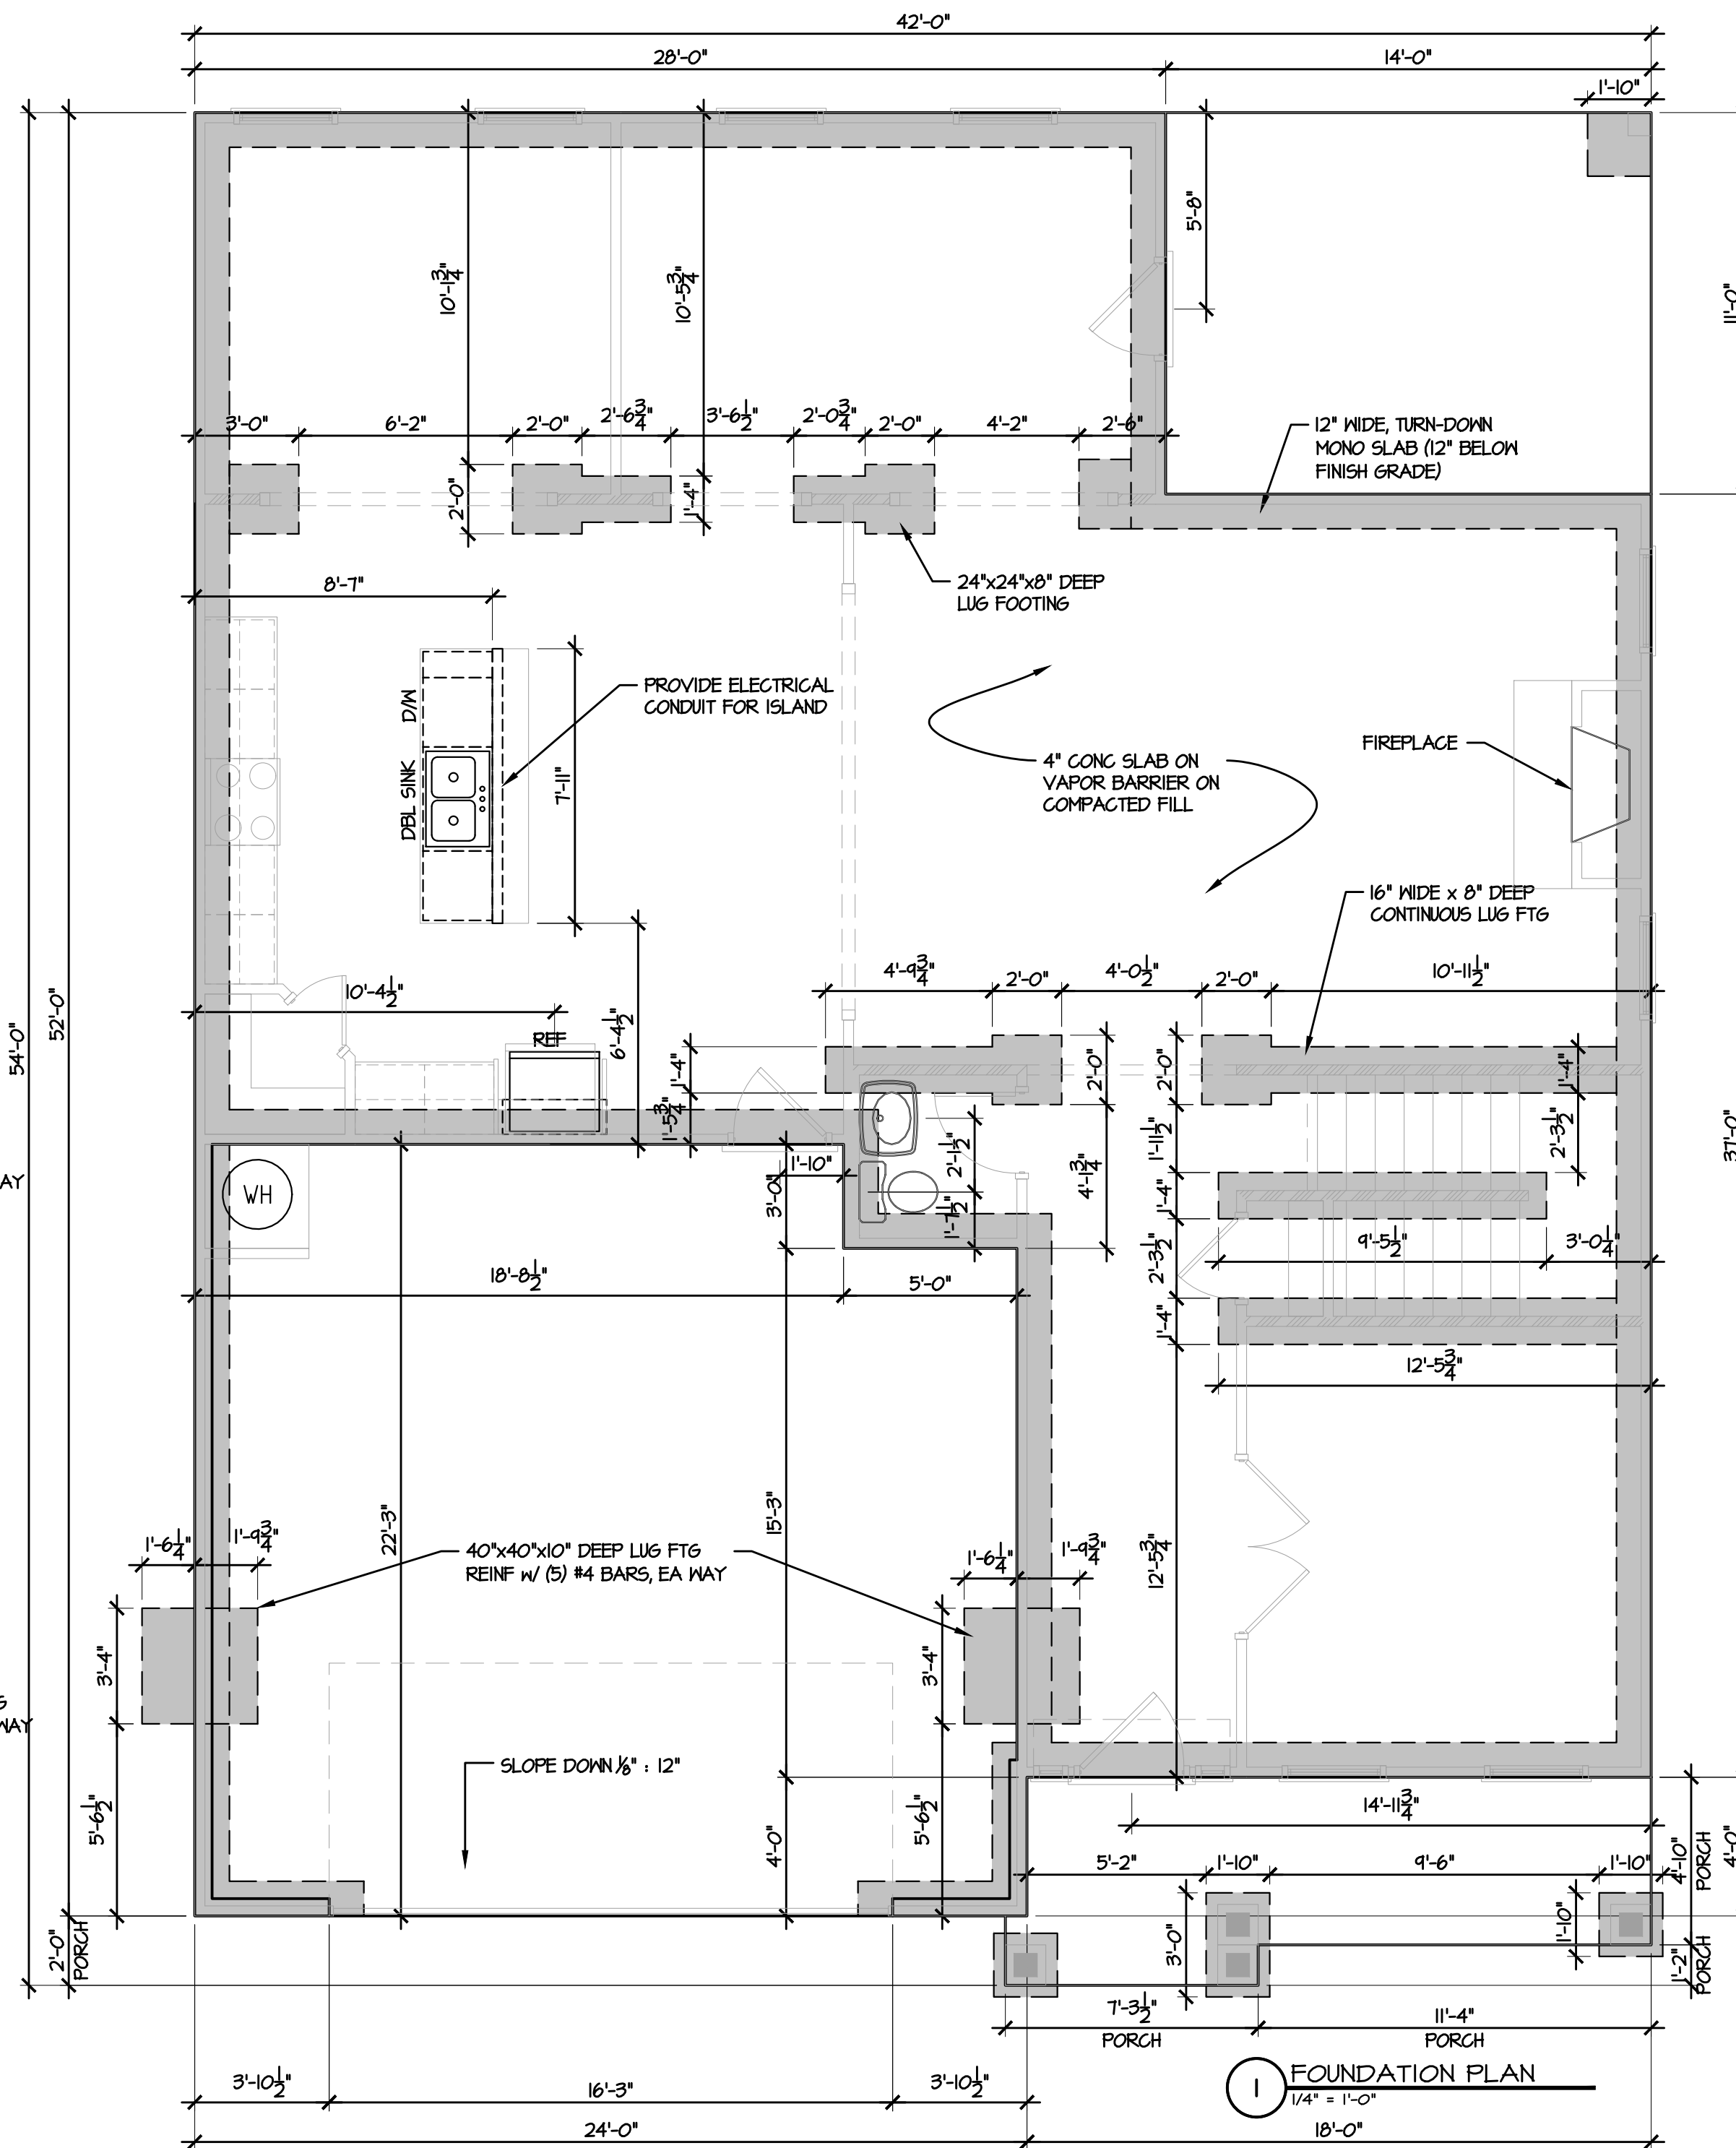 42'-0"
28'-0"
14'-0"
1'-10"
5'-8"
11'-0"
10'-1 3/4"
10'-5 3/4"
3'-0"
6'-2"
2'-0"
2'-6 3/4"
3'-6 1/2"
2'-0 3/4"
2'-0"
4'-2"
2'-6"
12" WIDE, TURN-DOWN
MONO SLAB (12" BELOW
FINISH GRADE)
2'-0"
1'-4"
24"x24"x8" DEEP
LUG FOOTING
8'-7"
PROVIDE ELECTRICAL
CONDUIT FOR ISLAND
D/W
DBL SINK
7'-11"
4" CONC SLAB ON
VAPOR BARRIER ON
COMPACTED FILL
FIREPLACE
16" WIDE x 8" DEEP
CONTINUOUS LUG FTG
4'-9 3/4"
2'-0"
4'-0 1/2"
2'-0"
10'-11 1/2"
10'-4 1/2"
REF
6'-4 1/2"
54'-0"
52'-0"
1'-4"
1'-5 3/4"
2'-0"
2'-0"
1'-4"
2'-3 1/2"
1'-11 1/2"
37'-0"
AY
WH
1'-10"
3'-0"
2'-1 1/2"
1'-7 1/2"
4'-1 3/4"
1'-4"
2'-3 1/2"
1'-4"
9'-5 1/2"
3'-0 1/4"
18'-8 1/2"
5'-0"
12'-5 3/4"
22'-3"
15'-3"
12'-5 3/4"
1'-6 1/4"
1'-9 3/4"
40"x40"x10" DEEP LUG FTG
REINF w/ (5) #4 BARS, EA WAY
1'-6 1/4"
1'-9 3/4"
3'-4"
3'-4"
WAY
SLOPE DOWN 1/8" : 12"
5'-6 1/2"
4'-0"
5'-6 1/2"
14'-11 3/4"
5'-2"
1'-10"
9'-6"
1'-10"
4'-10"
PORCH
4'-0"
2'-0"
PORCH
3'-0"
1'-10"
1'-2"
PORCH
7'-3 1/2"
PORCH
11'-4"
PORCH
3'-10 1/2"
16'-3"
3'-10 1/2"
1
FOUNDATION PLAN
1/4" = 1'-0"
24'-0"
18'-0"